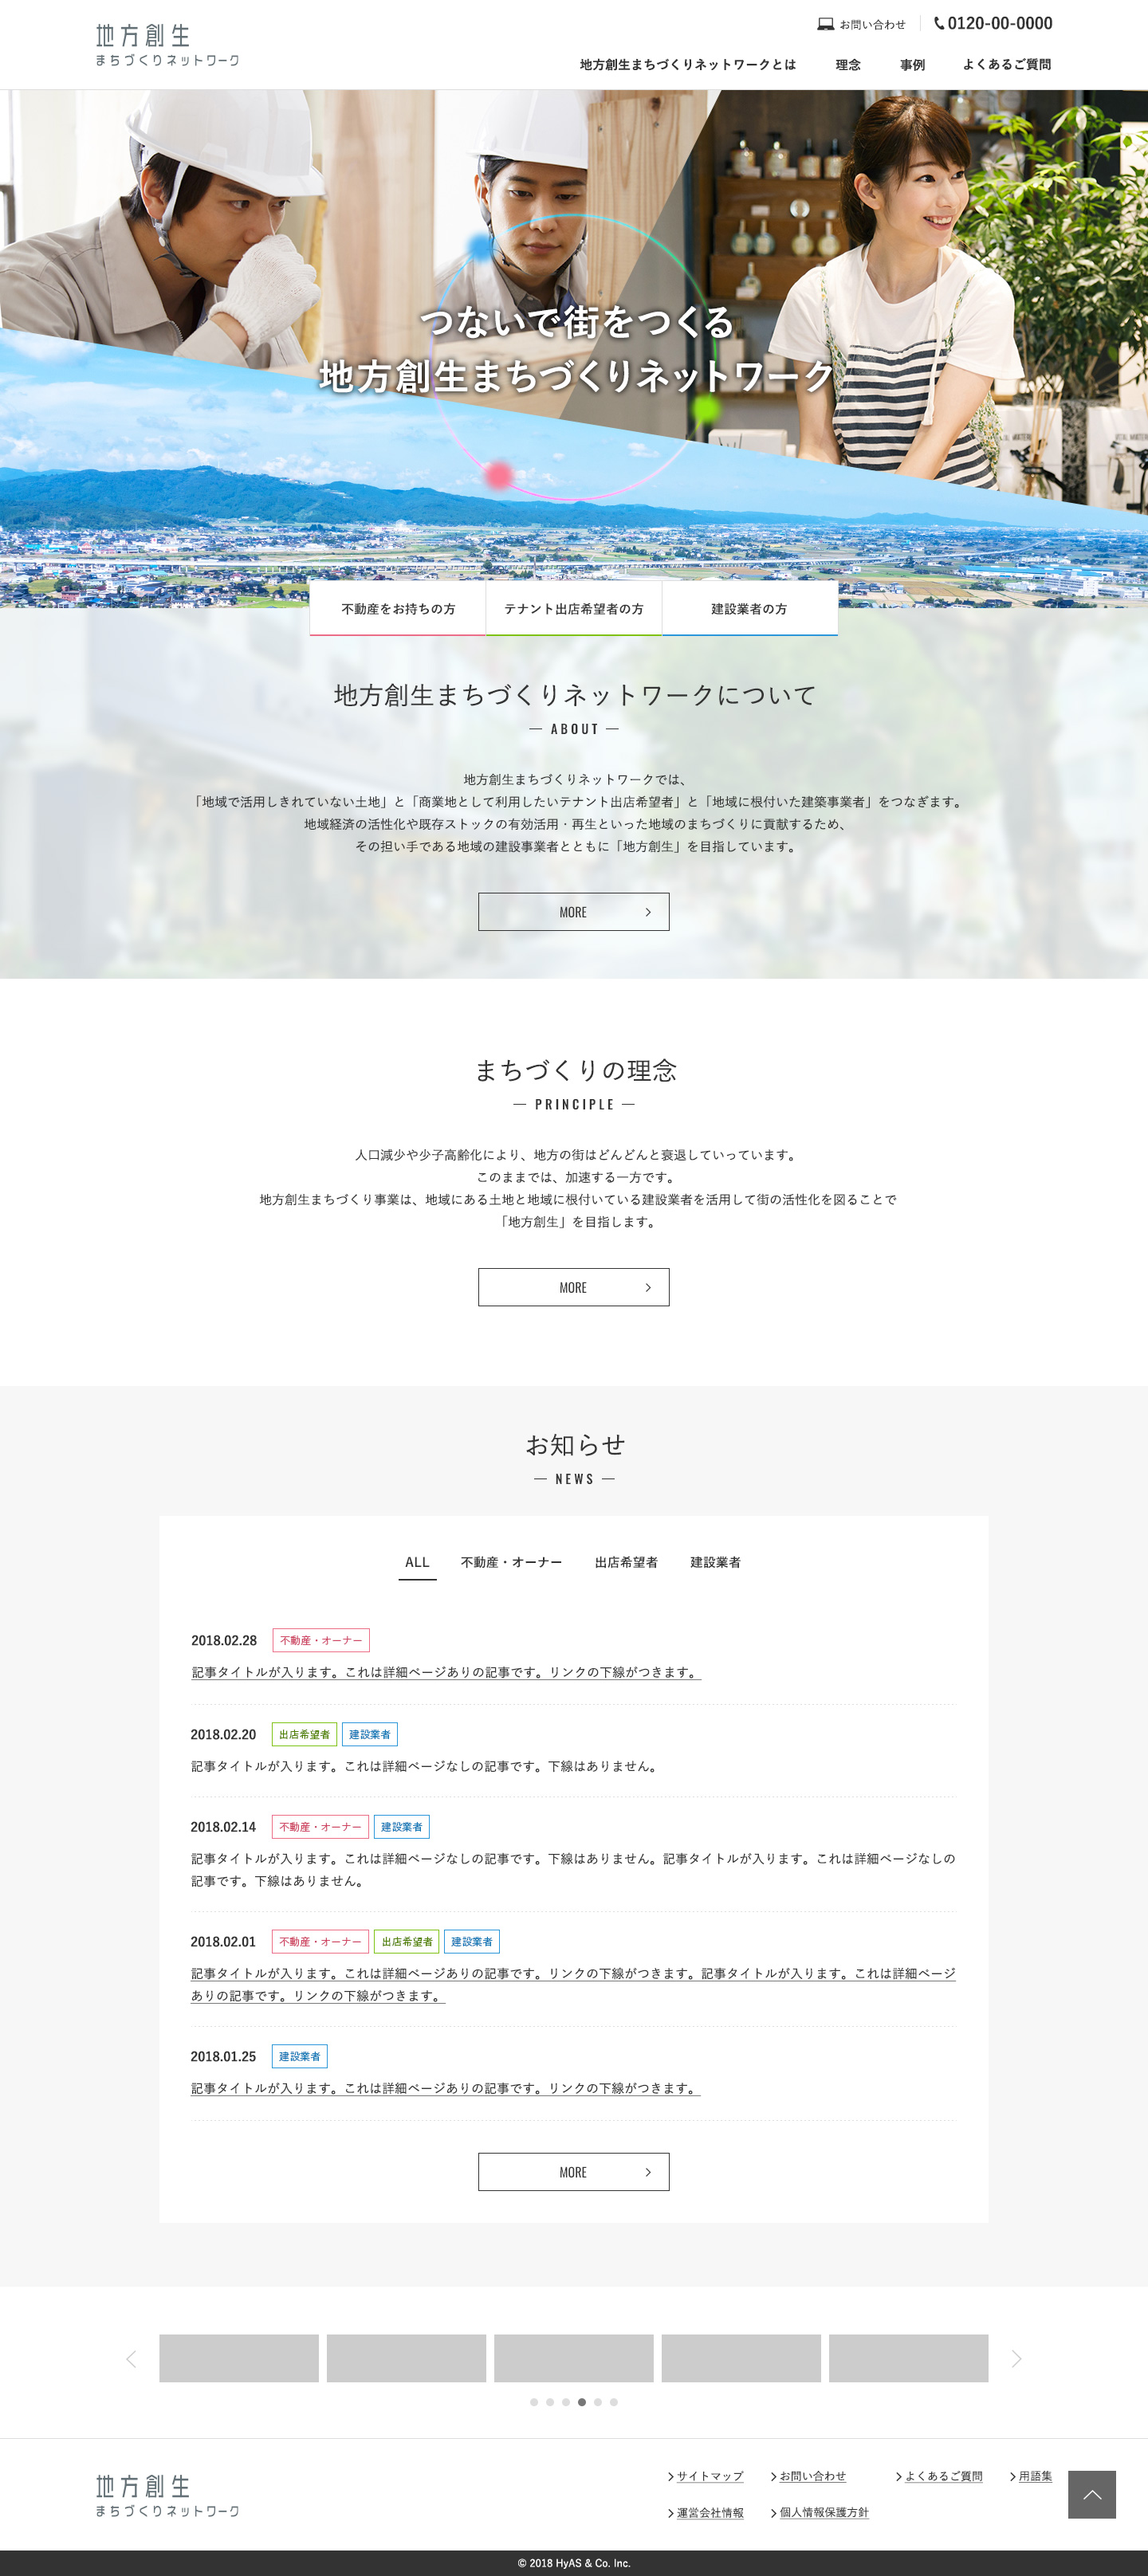 地方創生
まちづくりネットワーク
お問い合わせ
0120-00-0000
地方創生まちづくりネットワークとは
理念
事例
よくあるご質問
つないで街をつくる
地方創生まちづくりネットワーク
不動産をお持ちの方
テナント出店希望者の方
建設業者の方
地方創生まちづくりネットワークについて
ABOUT
地方創生まちづくりネットワークでは、
「地域で活用しきれていない土地」と「商業地として利用したいテナント出店希望者」と「地域に根付いた建築事業者」をつなぎます。
地域経済の活性化や既存ストックの有効活用・再生といった地域のまちづくりに貢献するため、
その担い手である地域の建設事業者とともに「地方創生」を目指しています。
MORE
まちづくりの理念
PRINCIPLE
人口減少や少子高齢化により、地方の街はどんどんと衰退していっています。
このままでは、加速する一方です。
地方創生まちづくり事業は、地域にある土地と地域に根付いている建設業者を活用して街の活性化を図ることで
「地方創生」を目指します。
MORE
お知らせ
NEWS
ALL
不動産・オーナー
出店希望者
建設業者
2018.02.28 不動産・オーナー
記事タイトルが入ります。これは詳細ページありの記事です。リンクの下線がつきます。
2018.02.20 出店希望者 建設業者
記事タイトルが入ります。これは詳細ページなしの記事です。下線はありません。
2018.02.14 不動産・オーナー 建設業者
記事タイトルが入ります。これは詳細ページなしの記事です。下線はありません。記事タイトルが入ります。これは詳細ページなしの
記事です。下線はありません。
2018.02.01 不動産・オーナー 出店希望者 建設業者
記事タイトルが入ります。これは詳細ページありの記事です。リンクの下線がつきます。記事タイトルが入ります。これは詳細ページ
ありの記事です。リンクの下線がつきます。
2018.01.25 建設業者
記事タイトルが入ります。これは詳細ページありの記事です。リンクの下線がつきます。
MORE
地方創生
まちづくりネットワーク
サイトマップ
お問い合わせ
よくあるご質問
用語集
運営会社情報
個人情報保護方針
© 2018 HyAS & Co. Inc.